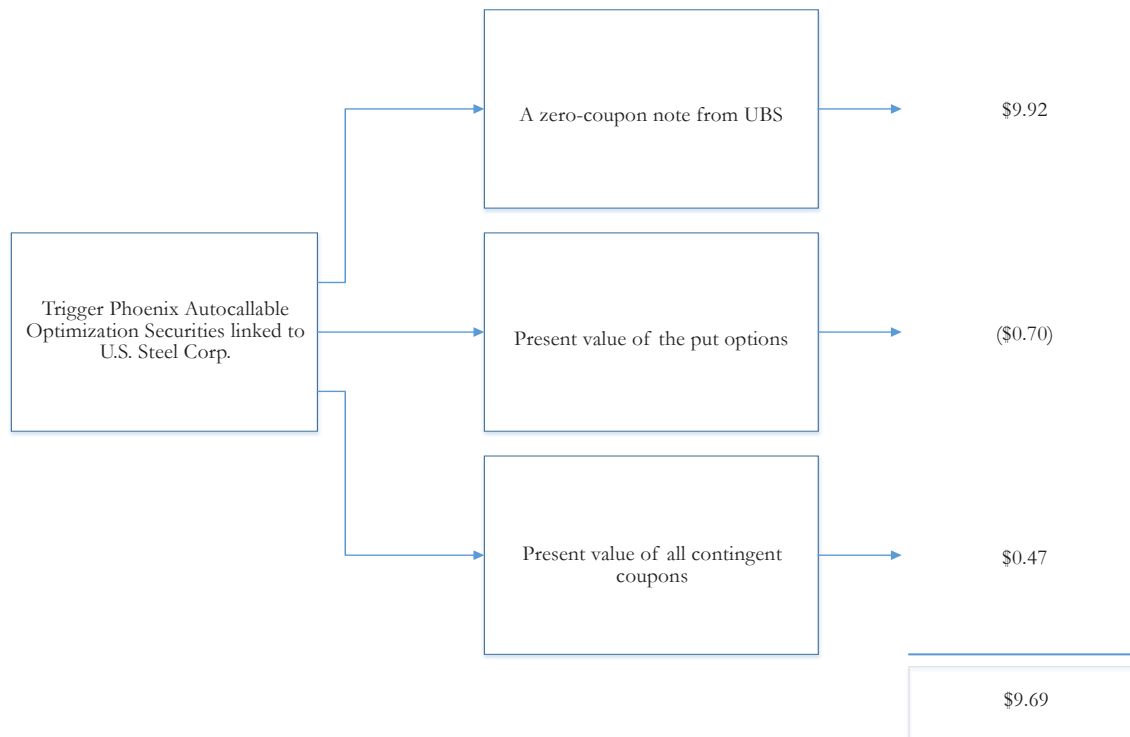 A zero-coupon note from UBS
$9.92
Trigger Phoenix Autocallable
Optimization Securities linked to
U.S. Steel Corp.
Present value of the put options
($0.70)
Present value of all contingent
coupons
$0.47
$9.69